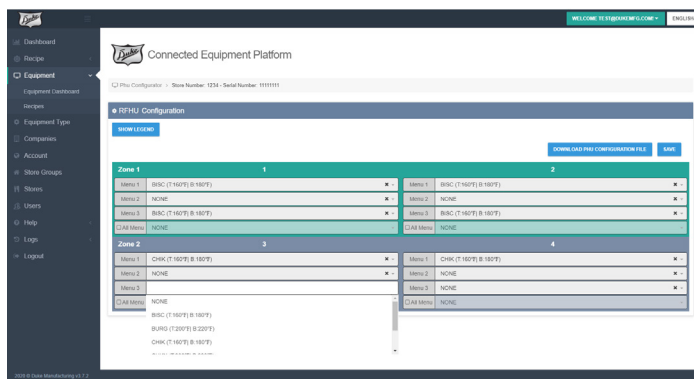 Duke
WELCOME TEST@DUKEMFG.COM
ENGLISH
Dashboard
Recipe
Equipment
Equipment Dashboard
Recipes
Equipment Type
Companies
Account
Store Groups
Stores
Users
Help
Logs
Logout
2020 © Duke Manufacturing v3.7.2
Duke Connected Equipment Platform
Phu Configurator > Store Number: 1234 - Serial Number: 11111111
RFHU Configuration
SHOW LEGEND
DOWNLOAD PHU CONFIGURATION FILE SAVE
Zone 1 1 2
Menu 1 BISC (T:160°F| B:180°F) Menu 1 BISC (T:160°F| B:180°F)
Menu 2 NONE Menu 2 NONE
Menu 3 BISC (T:160°F| B:180°F) Menu 3 BISC (T:160°F| B:180°F)
All Menu NONE All Menu NONE
Zone 2 3 4
Menu 1 CHIK (T:160°F| B:180°F) Menu 1 CHIK (T:160°F| B:180°F)
Menu 2 NONE Menu 2 NONE
Menu 3 Menu 3 NONE
All Menu All Menu NONE
NONE
BISC (T:160°F| B:180°F)
BURG (T:200°F| B:220°F)
CHIK (T:160°F| B:180°F)